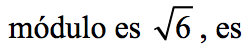 módulo es √6 , es